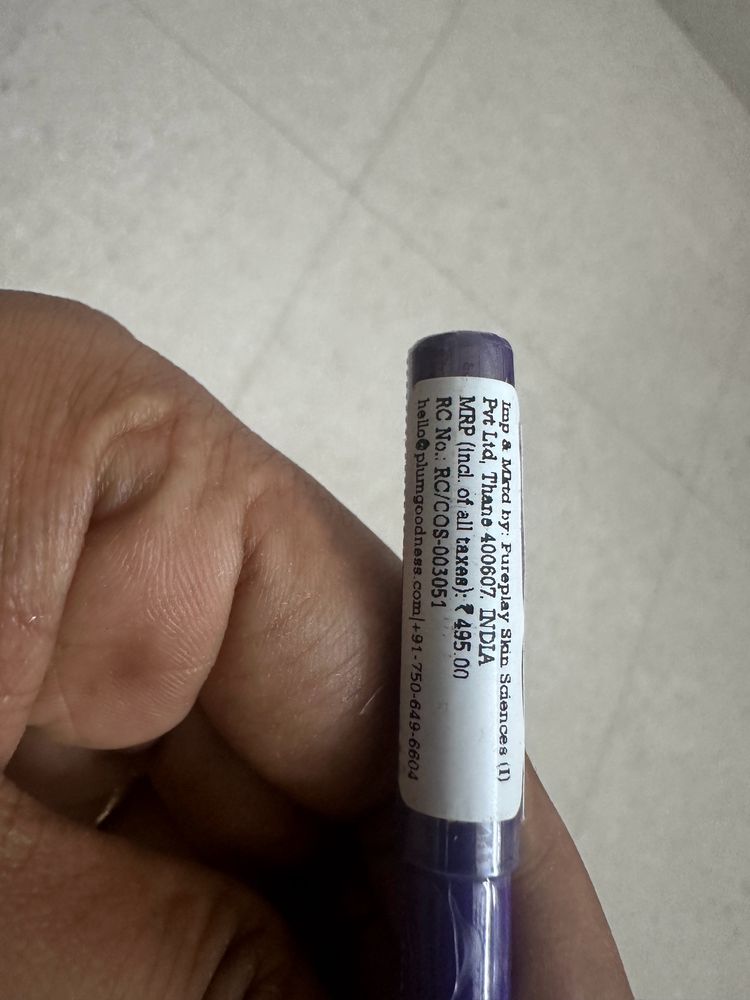 Imp & Mktd by: Pureplay Skin Sciences (I)
Pvt Ltd, Thane 400607, INDIA
MRP (incl. of all taxes): ₹ 495.00
RC No.: RC/COS-003051
hello@plumgoodness.com|+91-750-649-6604